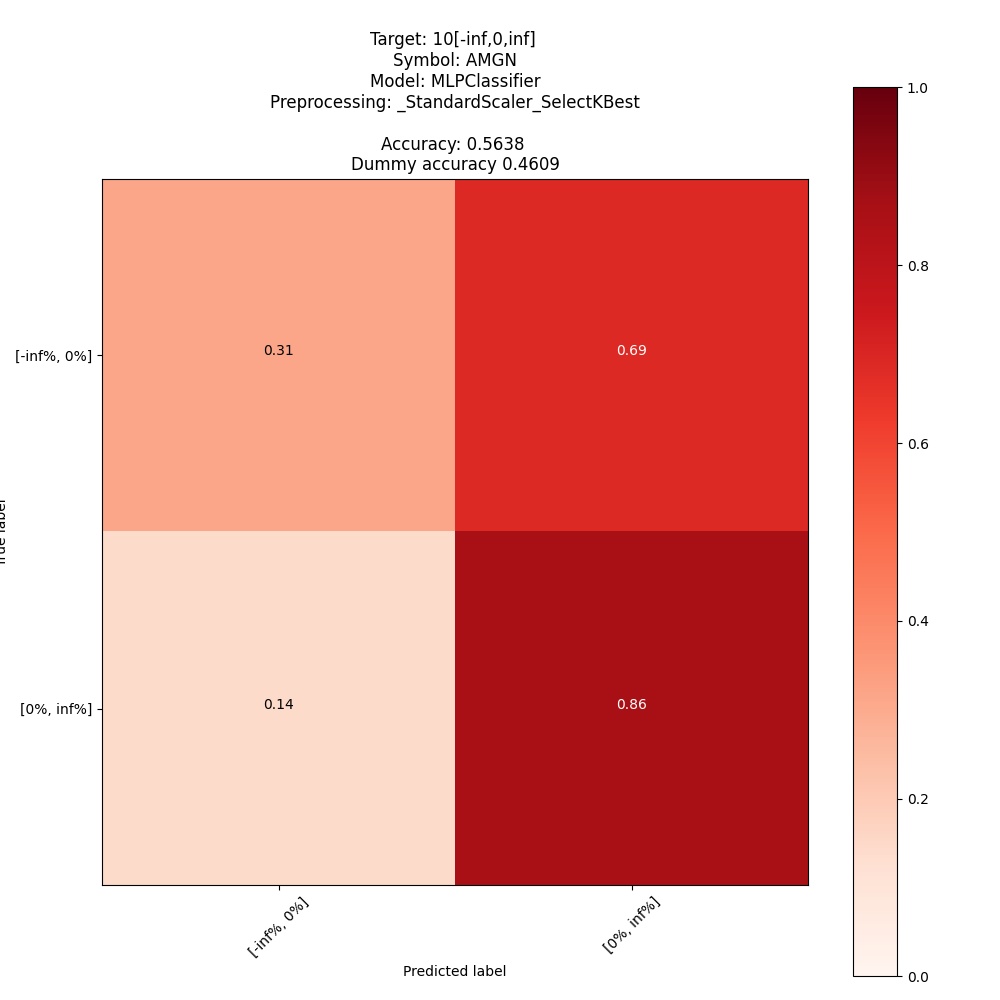 Target: 10[-inf,0,inf]
Symbol: AMGN
Model: MLPClassifier
Preprocessing: _StandardScaler_SelectKBest
Accuracy: 0.5638
Dummy accuracy 0.4609
1.0
0.8
0.6
0.4
0.2
0.0
[-inf%, 0%]
0.31
0.69
[0%, inf%]
0.14
0.86
[-inf%, 0%]
[0%, inf%]
Predicted label